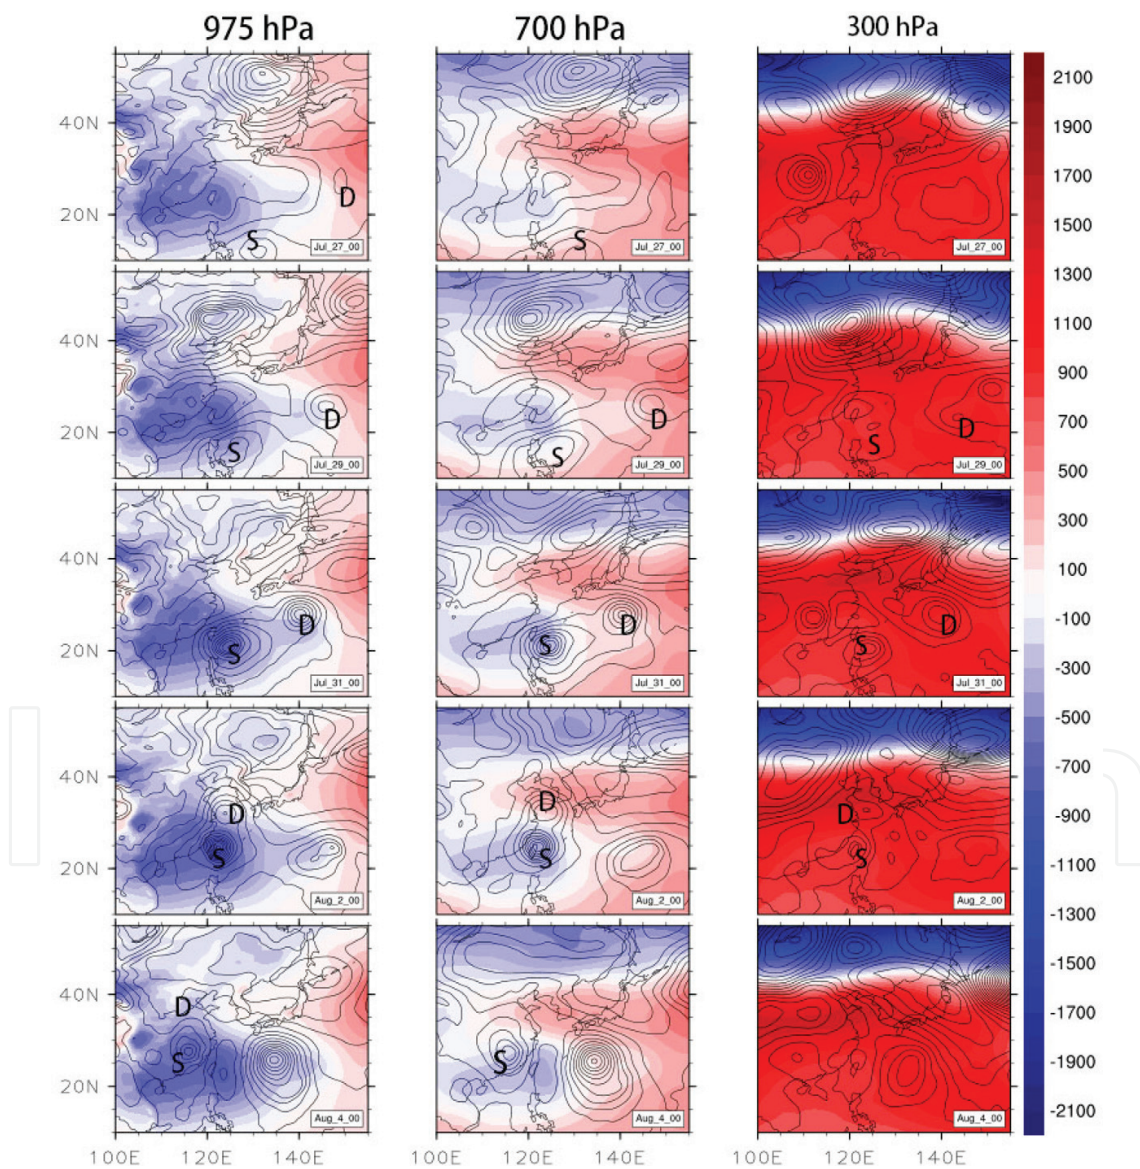 975 hPa 700 hPa 300 hPa
40N
20N
D
S
Jul_27_00
S
Jul_27_00
Jul_27_00
40N
20N
D
S
Jul_29_00
D
S
Jul_29_00
D
S
Jul_29_00
40N
20N
D
S
Jul_31_00
D
S
Jul_31_00
D
S
Jul_31_00
40N
20N
D
S
Aug_2_00
D
S
Aug_2_00
D
S
Aug_2_00
40N
20N
D
S
Aug_4_00
S
Aug_4_00
Aug_4_00
100E 120E 140E 100E 120E 140E 100E 120E 140E
2100
1900
1700
1500
1300
1100
900
700
500
300
100
-100
-300
-500
-700
-900
-1100
-1300
-1500
-1700
-1900
-2100